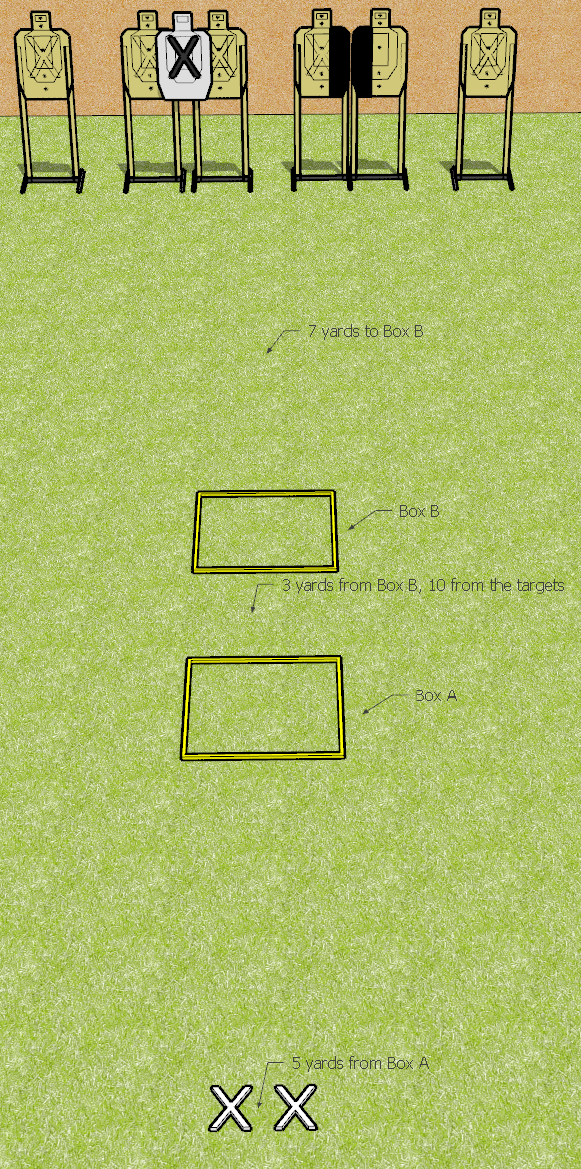 7 yards to Box B
Box B
3 yards from Box B, 10 from the targets
Box A
5 yards from Box A
X X